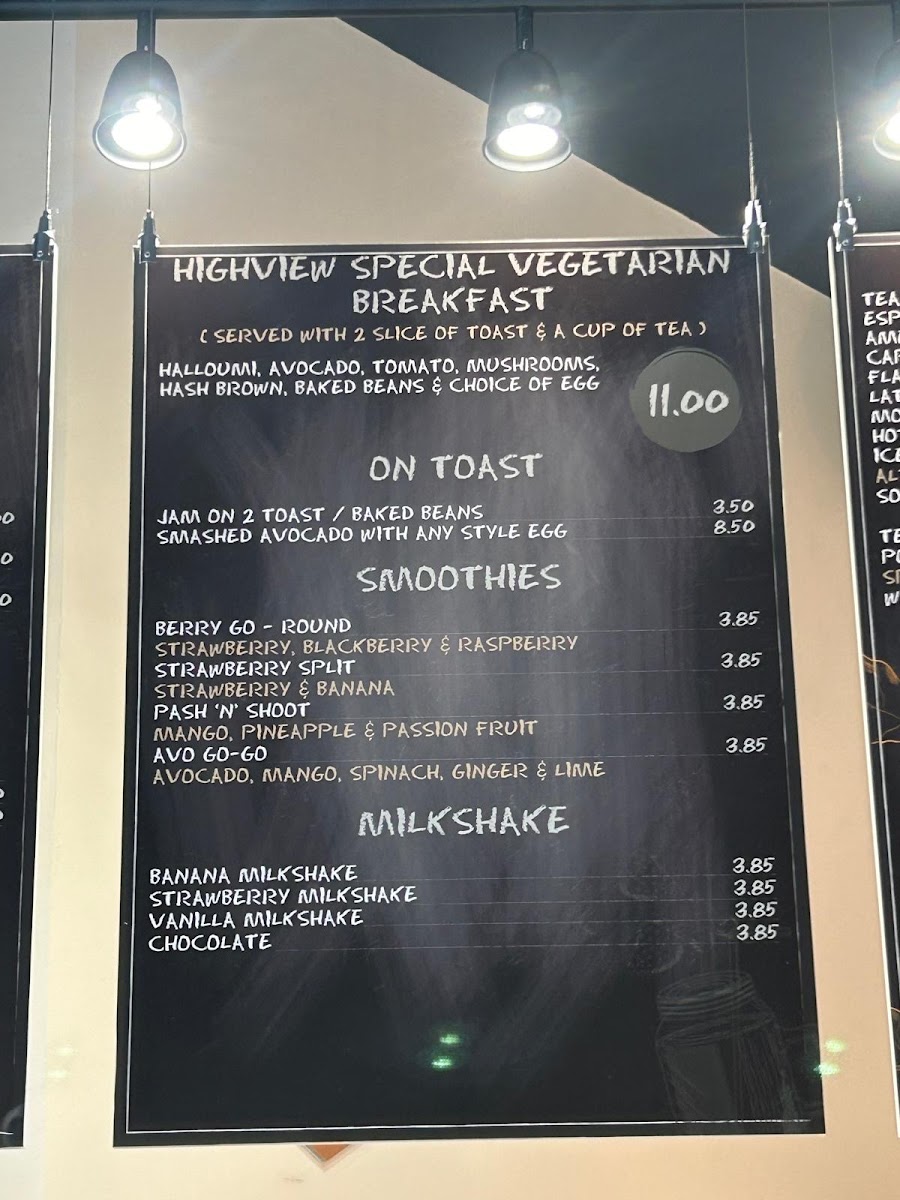 HIGHVIEW SPECIAL VEGETARIAN
BREAKFAST
( SERVED WITH 2 SLICE OF TOAST & A CUP OF TEA )
HALLOUMI, AVOCADO, TOMATO, MUSHROOMS,
HASH BROWN, BAKED BEANS & CHOICE OF EGG
11.00
ON TOAST
JAM ON 2 TOAST / BAKED BEANS 3.50
SMASHED AVOCADO WITH ANY STYLE EGG 8.50
SMOOTHIES
BERRY GO - ROUND 3.85
STRAWBERRY, BLACKBERRY & RASPBERRY
STRAWBERRY SPLIT 3.85
STRAWBERRY & BANANA
PASH 'N' SHOOT 3.85
MANGO, PINEAPPLE & PASSION FRUIT
AVO GO-GO 3.85
AVOCADO, MANGO, SPINACH, GINGER & LIME
MILKSHAKE
BANANA MILKSHAKE 3.85
STRAWBERRY MILKSHAKE 3.85
VANILLA MILKSHAKE 3.85
CHOCOLATE 3.85
TEA